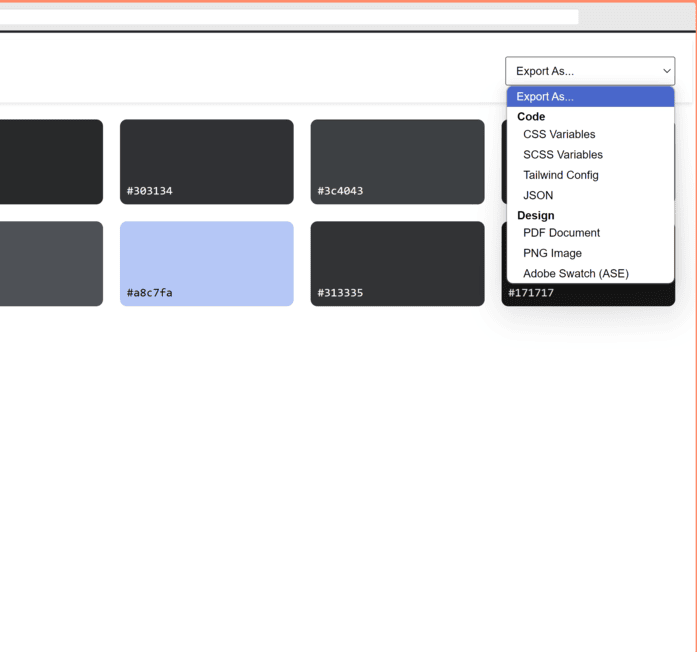 Export As...
Export As...
Code
CSS Variables
SCSS Variables
Tailwind Config
JSON
Design
PDF Document
PNG Image
Adobe Swatch (ASE)
#303134
#3c4043
#a8c7fa
#313335
#171717